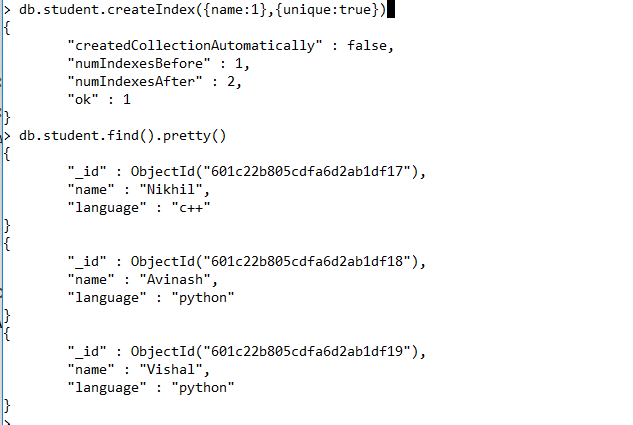 > db.student.createIndex({name:1},{unique:true})
{
        "createdCollectionAutomatically" : false,
        "numIndexesBefore" : 1,
        "numIndexesAfter" : 2,
        "ok" : 1
}
> db.student.find().pretty()
{
        "_id" : ObjectId("601c22b805cdfa6d2ab1df17"),
        "name" : "Nikhil",
        "language" : "c++"
}
{
        "_id" : ObjectId("601c22b805cdfa6d2ab1df18"),
        "name" : "Avinash",
        "language" : "python"
}
{
        "_id" : ObjectId("601c22b805cdfa6d2ab1df19"),
        "name" : "Vishal",
        "language" : "python"
}
>